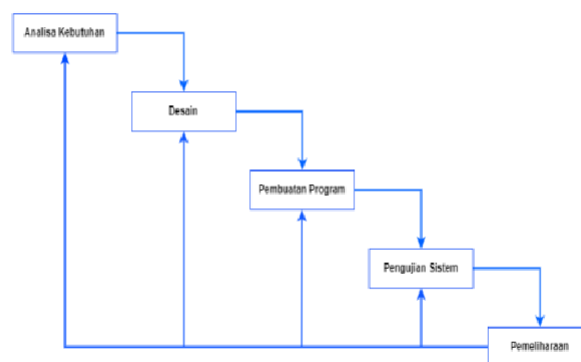 Analisa Kebutuhan
Desain
Pembuatan Program
Pengujian Sistem
Pemeliharaan